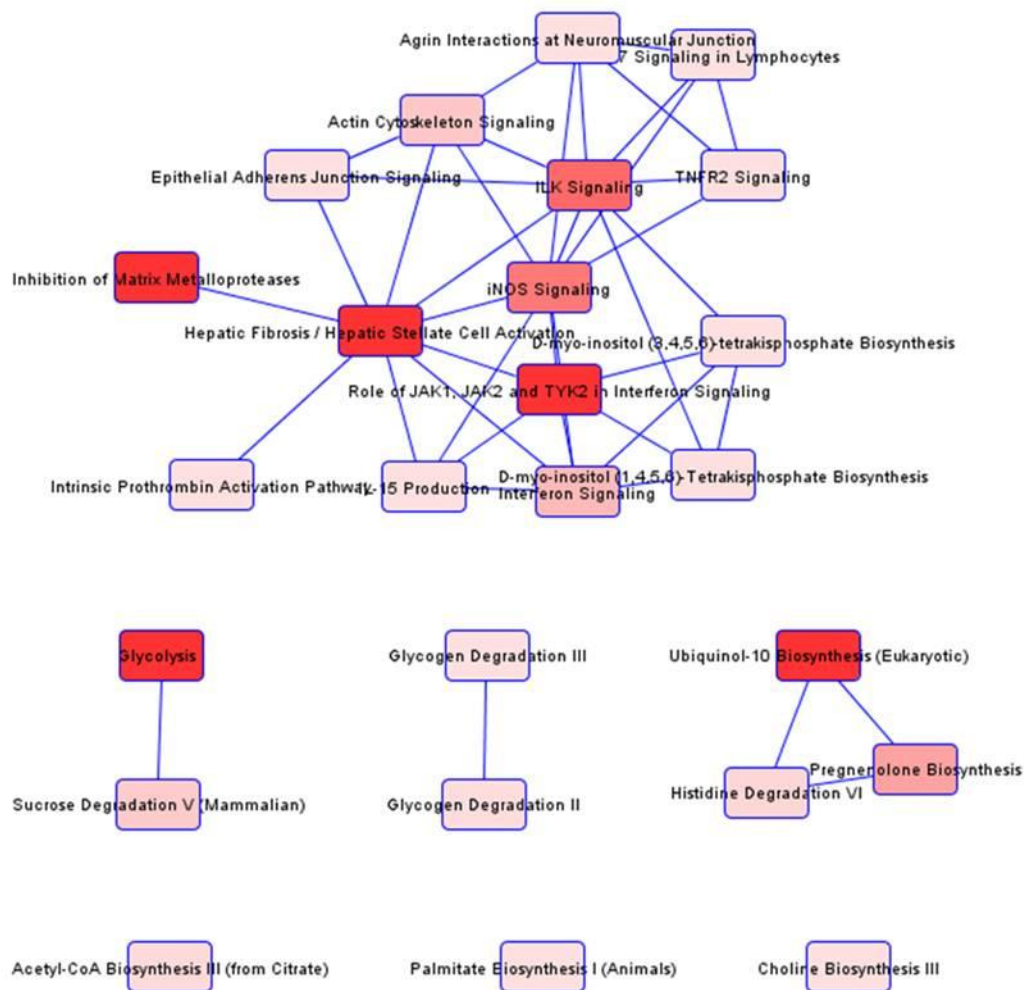 Agrin Interactions at Neuromuscular Junction
7 Signaling in Lymphocytes
Actin Cytoskeleton Signaling
Epithelial Adherens Junction Signaling
ILK Signaling
TNFR2 Signaling
Inhibition of Matrix Metalloproteases
iNOS Signaling
Hepatic Fibrosis / Hepatic Stellate Cell Activation
D-myo-inositol (3,4,5,6)-tetrakisphosphate Biosynthesis
Role of JAK1, JAK2 and TYK2 in Interferon Signaling
Intrinsic Prothrombin Activation Pathway
IL-15 Production
D-myo-inositol (1,4,5,6)-Tetrakisphosphate Biosynthesis
Interferon Signaling
Glycolysis
Glycogen Degradation III
Ubiquinol-10 Biosynthesis (Eukaryotic)
Pregnenolone Biosynthesis
Histidine Degradation VI
Sucrose Degradation V (Mammalian)
Glycogen Degradation II
Acetyl-CoA Biosynthesis III (from Citrate)
Palmitate Biosynthesis I (Animals)
Choline Biosynthesis III